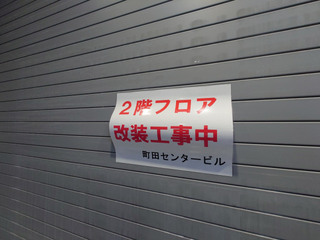 ２階フロア
改装工事中
町田センタービル